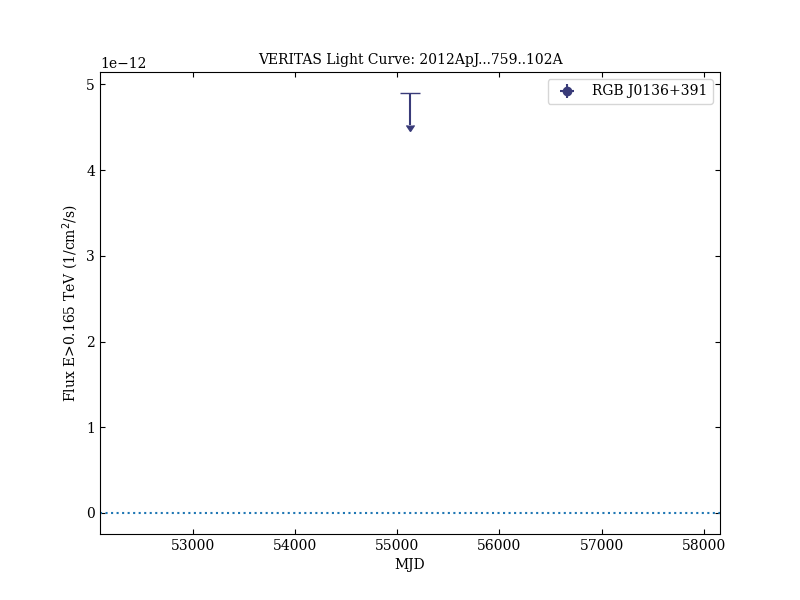 VERITAS Light Curve: 2012ApJ...759..102A
1e−12
RGB J0136+391
5
4
3
2
1
0
Flux E>0.165 TeV (1/cm²/s)
53000 54000 55000 56000 57000 58000
MJD